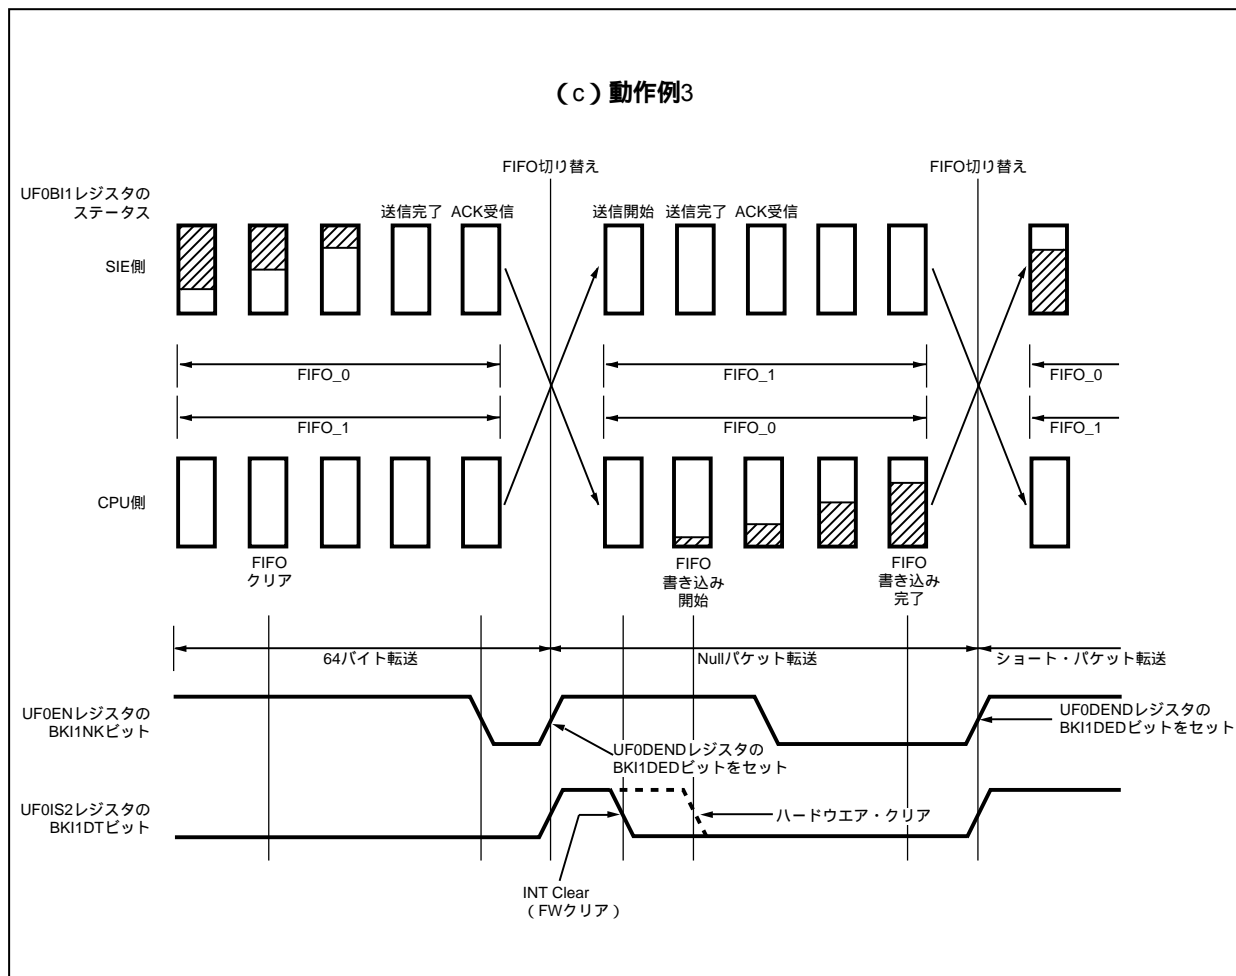 （c）動作例3
FIFO切り替え
FIFO切り替え
UF0BI1レジスタの
ステータス
送信完了
ACK受信
送信開始
送信完了
ACK受信
SIE側
FIFO_0
FIFO_1
FIFO_0
FIFO_1
FIFO_0
FIFO_1
CPU側
FIFO
クリア
FIFO
書き込み
開始
FIFO
書き込み
完了
64バイト転送
Nullパケット転送
ショート・パケット転送
UF0ENレジスタの
BKI1NKビット
UF0DENDレジスタの
BKI1DEDビットをセット
UF0DENDレジスタの
BKI1DEDビットをセット
UF0IS2レジスタの
BKI1DTビット
ハードウエア・クリア
INT Clear
（FWクリア）